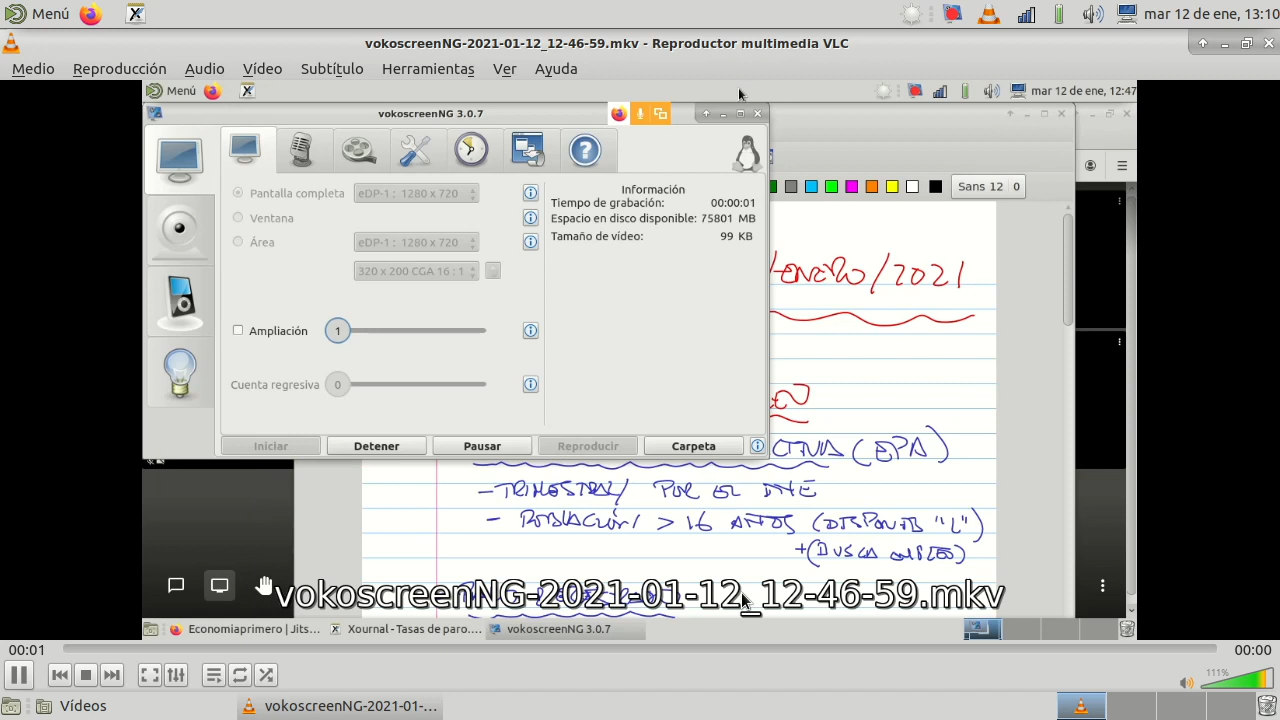 Menú
mar 12 de ene, 13:10
vokoscreenNG-2021-01-12_12-46-59.mkv - Reproductor multimedia VLC
Medio Reproducción Audio Vídeo Subtítulo Herramientas Ver Ayuda
Menú
mar 12 de ene, 12:47
vokoscreenNG 3.0.7
Pantalla completa eDP-1 : 1280 x 720
Ventana
Área eDP-1 : 1280 x 720
320 x 200 CGA 16 : 1
Ampliación 1
Cuenta regresiva 0
Información
Tiempo de grabación: 00:00:01
Espacio en disco disponible: 75801 MB
Tamaño de vídeo: 99 KB
Iniciar Detener Pausar Reproducir Carpeta
Sans 12 0
/ENERO/2021
CTIVA (EPA)
- TRIMESTRAL/ POR EL INE
- POBLACIÓN/ > 16 AÑOS (DISPONIB "L")
+(BUSCA EMPLEO)
vokoscreenNG-2021-01-12_12-46-59.mkv
Economiaprimero | Jits...
Xournal - Tasas de paro....
vokoscreenNG 3.0.7
00:01
00:00
111%
Vídeos
vokoscreenNG-2021-01-...